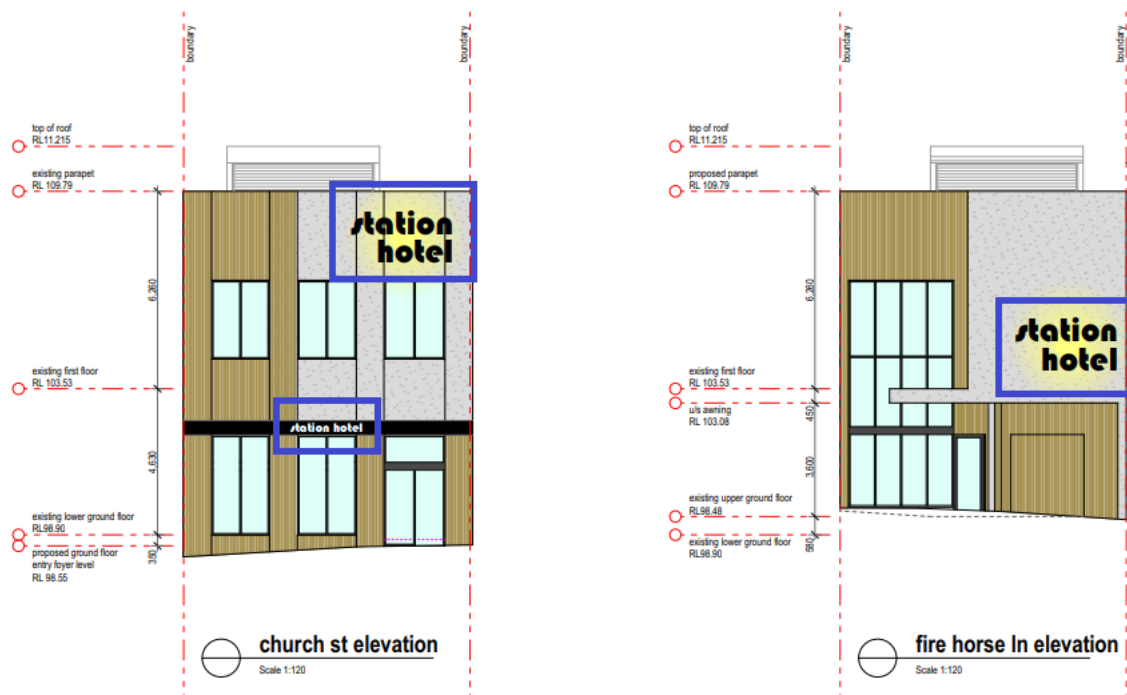 boundary
boundary
top of roof
RL11.215
existing parapet
RL 109.79
station
hotel
6,260
existing first floor
RL 103.53
station hotel
4,630
existing lower ground floor
RL98.90
350
proposed ground floor
entry foyer level
RL 98.55
church st elevation
Scale 1:120
boundary
boundary
top of roof
RL11.215
proposed parapet
RL 109.79
6,260
station
hotel
existing first floor
RL 103.53
450
u/s awning
RL 103.08
3,600
existing upper ground floor
RL98.48
580
existing lower ground floor
RL98.90
fire horse ln elevation
Scale 1:120